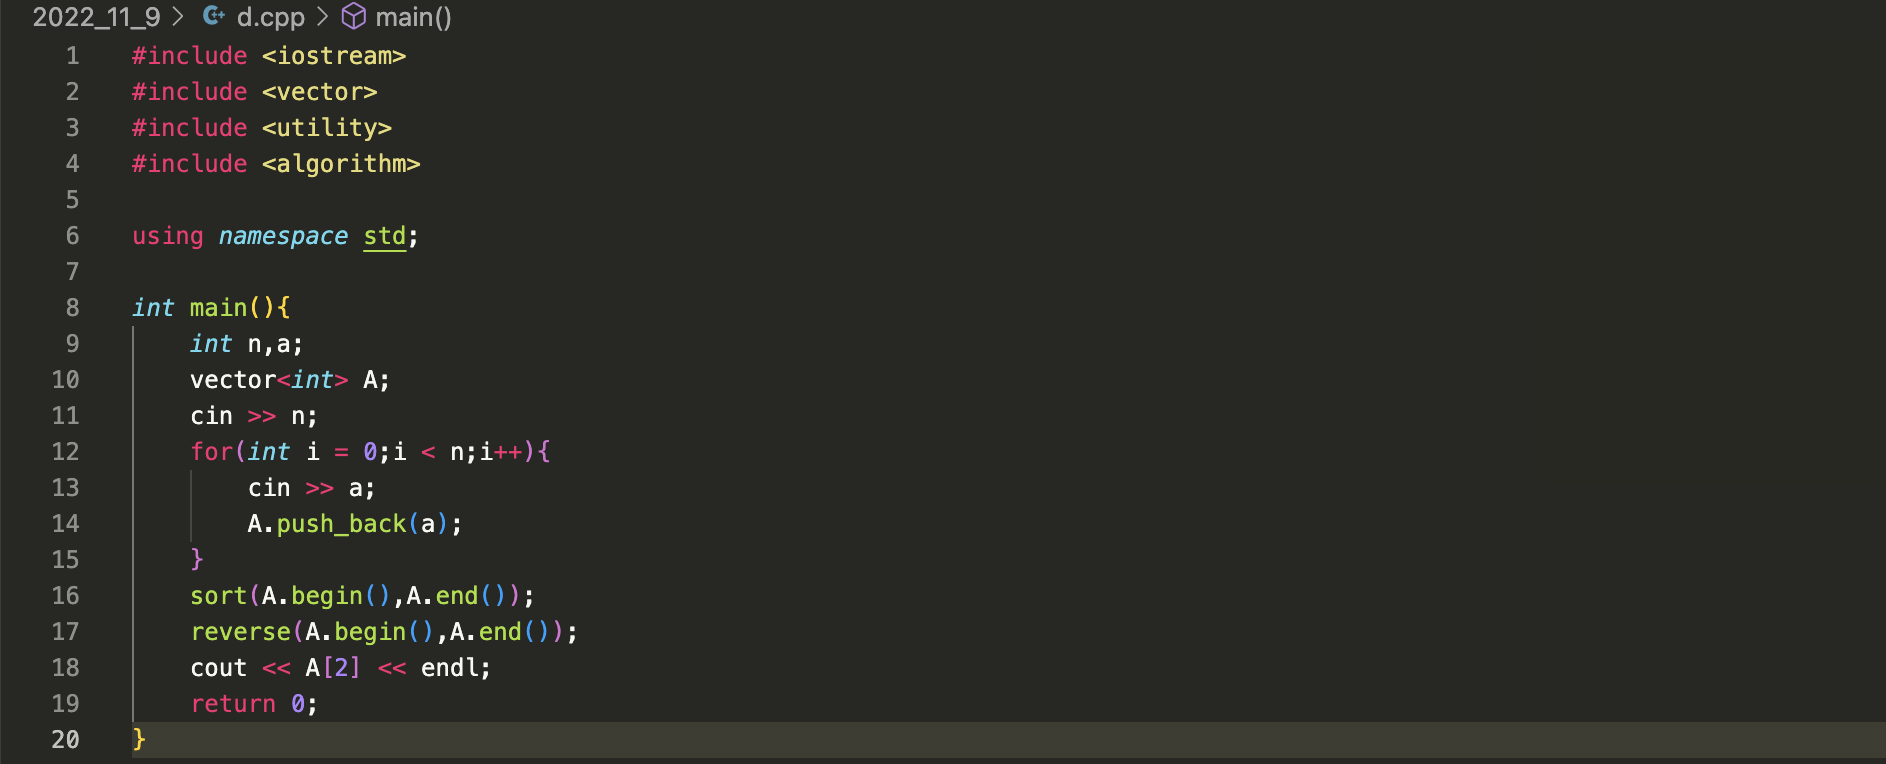 2022_11_9 > C++ d.cpp > main()
1 #include <iostream>
2 #include <vector>
3 #include <utility>
4 #include <algorithm>
5
6 using namespace std;
7
8 int main(){
9     int n,a;
10     vector<int> A;
11     cin >> n;
12     for(int i = 0;i < n;i++){
13         cin >> a;
14         A.push_back(a);
15     }
16     sort(A.begin(),A.end());
17     reverse(A.begin(),A.end());
18     cout << A[2] << endl;
19     return 0;
20 }